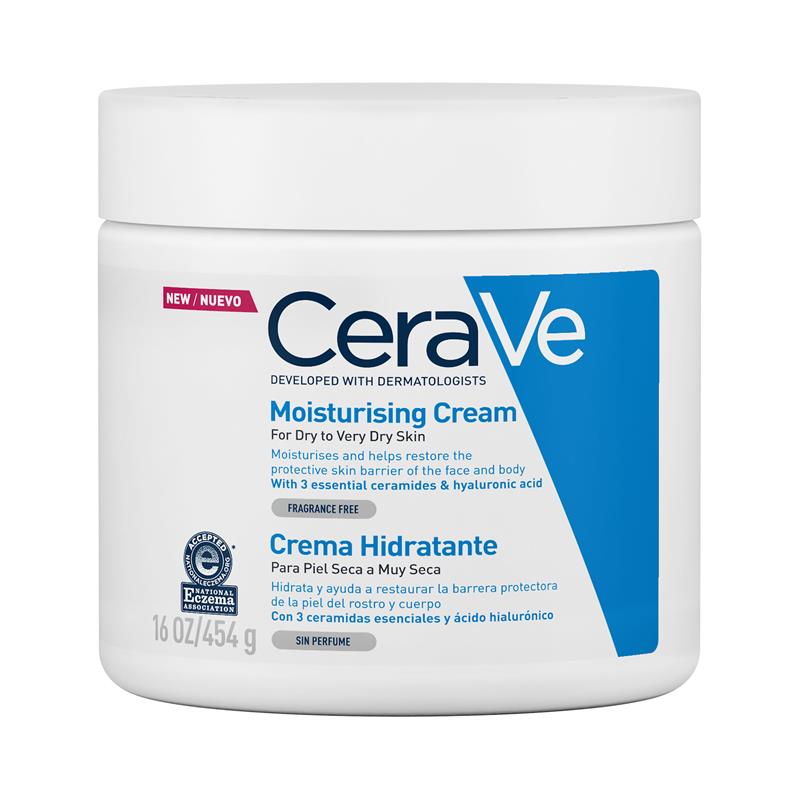 NEW / NUEVO
CeraVe
DEVELOPED WITH DERMATOLOGISTS
Moisturising Cream
For Dry to Very Dry Skin
Moisturises and helps restore the
protective skin barrier of the face and body
With 3 essential ceramides & hyaluronic acid
FRAGRANCE FREE
Crema Hidratante
Para Piel Seca a Muy Seca
Hidrata y ayuda a restaurar la barrera protectora
de la piel del rostro y cuerpo
Con 3 ceramidas esenciales y ácido hialurónico
SIN PERFUME
ACCEPTED *
e
NATIONALECZEMA.ORG
NATIONAL
Eczema
ASSOCIATION
16 OZ/454 g